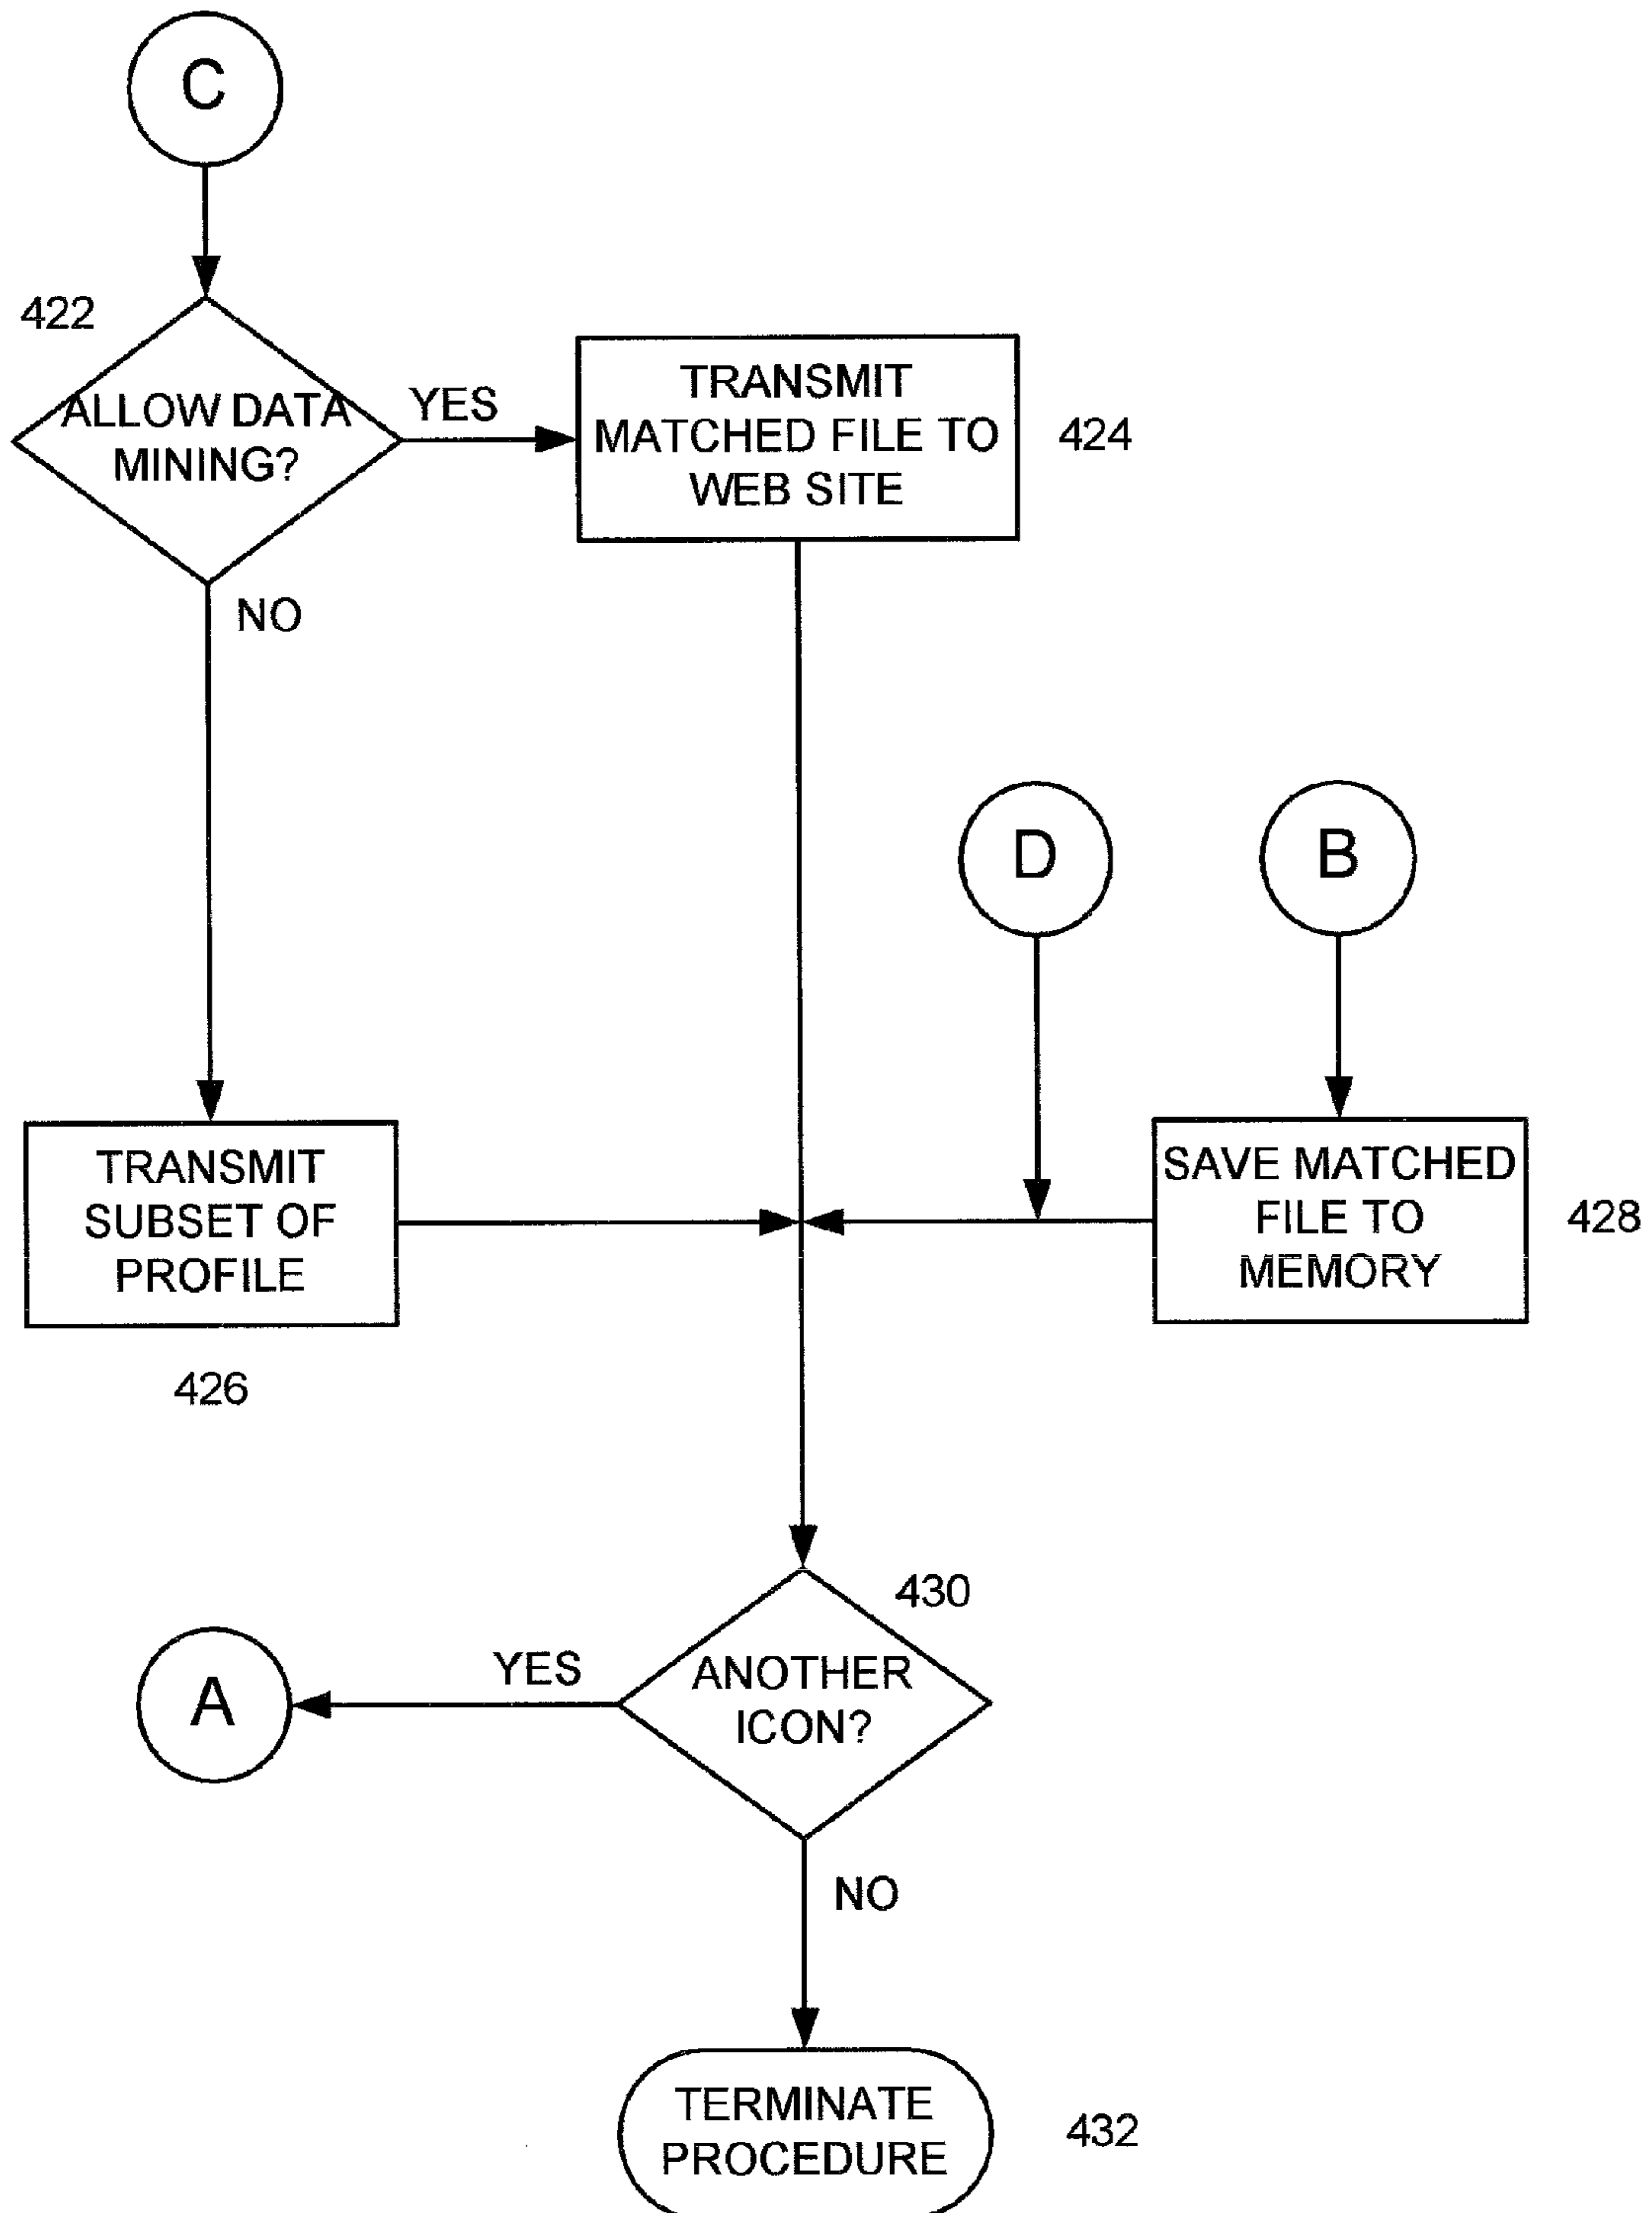 C
422
ALLOW DATA
MINING?
YES
NO
TRANSMIT
MATCHED FILE TO
WEB SITE
424
D
B
TRANSMIT
SUBSET OF
PROFILE
426
SAVE MATCHED
FILE TO
MEMORY
428
430
ANOTHER
ICON?
YES
A
NO
TERMINATE
PROCEDURE
432